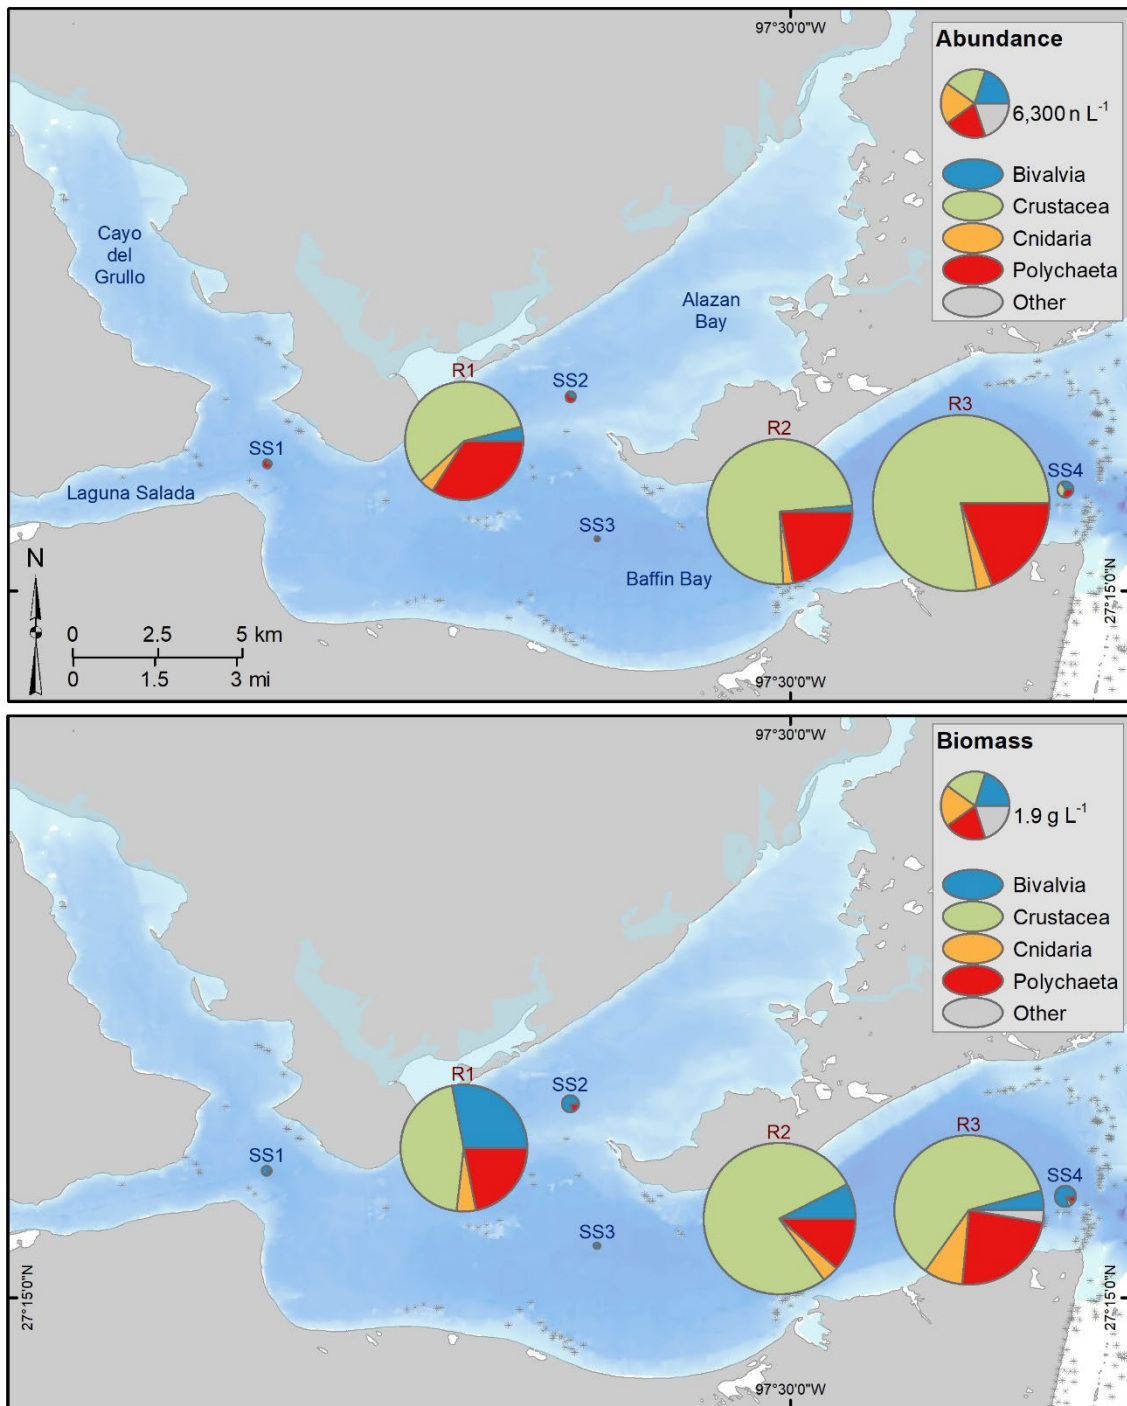 97°30'0"W
Abundance
6,300 n L-1
Bivalvia
Crustacea
Cnidaria
Polychaeta
Other
Cayo
del
Grullo
Alazan
Bay
R1
SS2
R2
R3
SS1
SS4
Laguna Salada
SS3
Baffin Bay
N
27°15'0"N
0 2.5 5 km
0 1.5 3 mi
97°30'0"W
97°30'0"W
Biomass
1.9 g L-1
Bivalvia
Crustacea
Cnidaria
Polychaeta
Other
R1
SS2
R2
R3
SS1
SS4
SS3
27°15'0"N
27°15'0"N
97°30'0"W